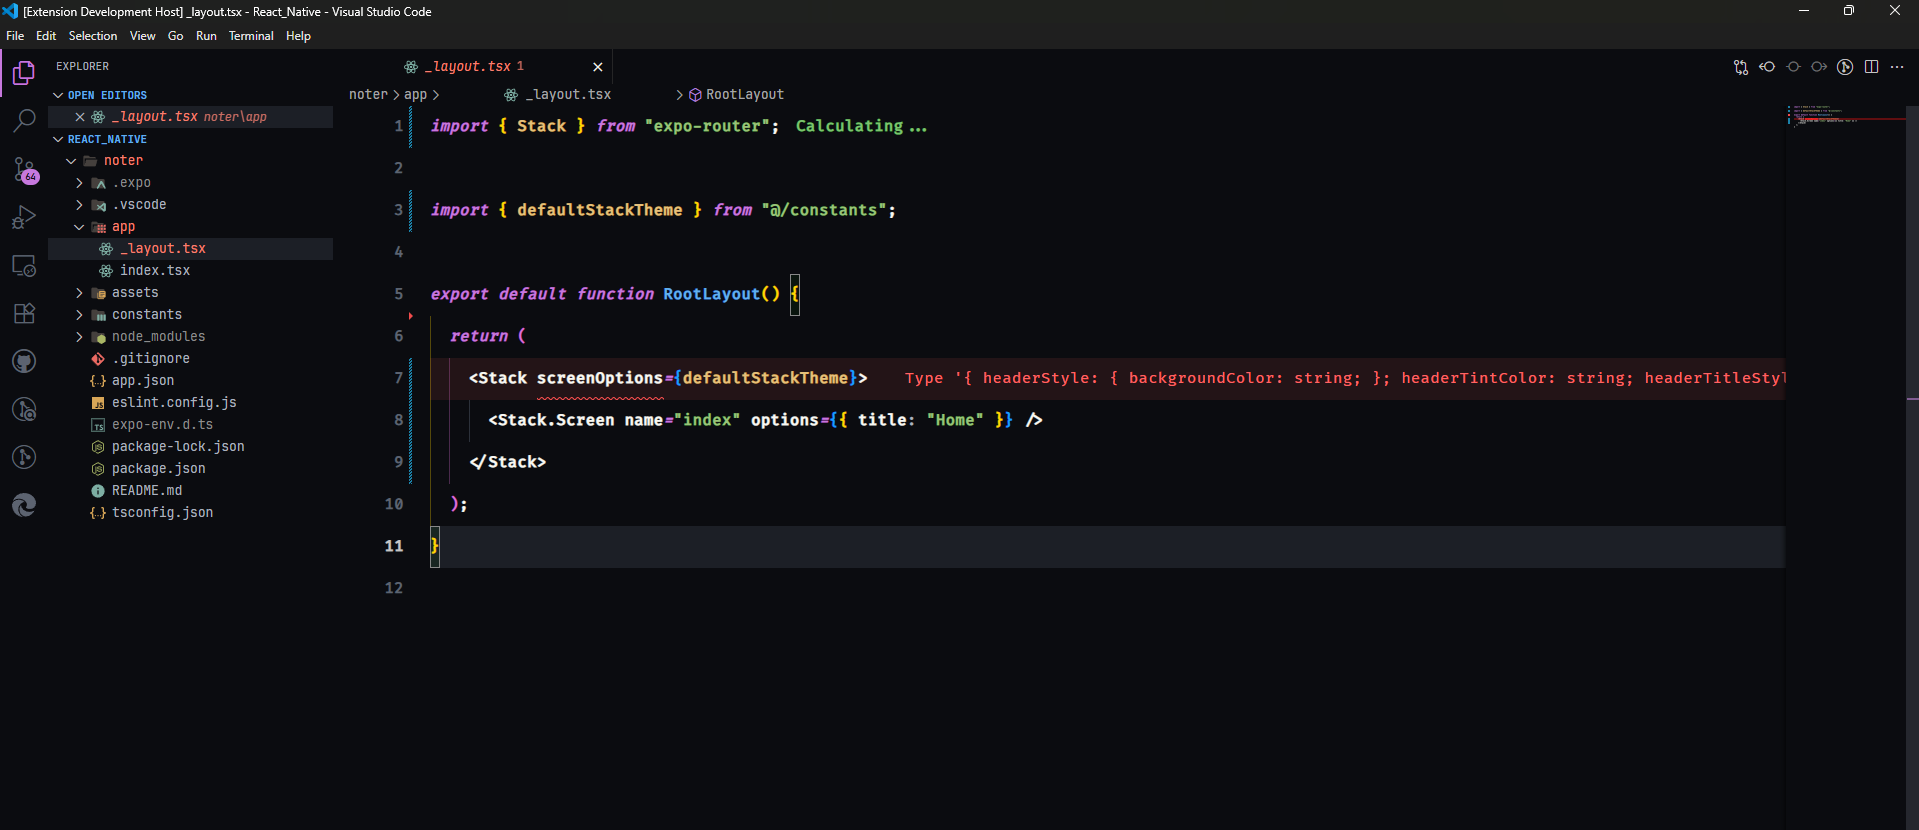 [Extension Development Host] _layout.tsx - React_Native - Visual Studio Code
File Edit Selection View Go Run Terminal Help
EXPLORER
OPEN EDITORS
_layout.tsx noter\app
REACT_NATIVE
noter
.expo
.vscode
app
_layout.tsx
index.tsx
assets
constants
node_modules
.gitignore
app.json
eslint.config.js
expo-env.d.ts
package-lock.json
package.json
README.md
tsconfig.json
64
_layout.tsx 1
noter > app > _layout.tsx > RootLayout
1 import { Stack } from "expo-router"; Calculating...
2
3 import { defaultStackTheme } from "@/constants";
4
5 export default function RootLayout() {
6 return (
7 <Stack screenOptions={defaultStackTheme}> Type '{ headerStyle: { backgroundColor: string; }; headerTintColor: string; headerTitleStyl
8 <Stack.Screen name="index" options={{ title: "Home" }} />
9 </Stack>
10 );
11 }
12